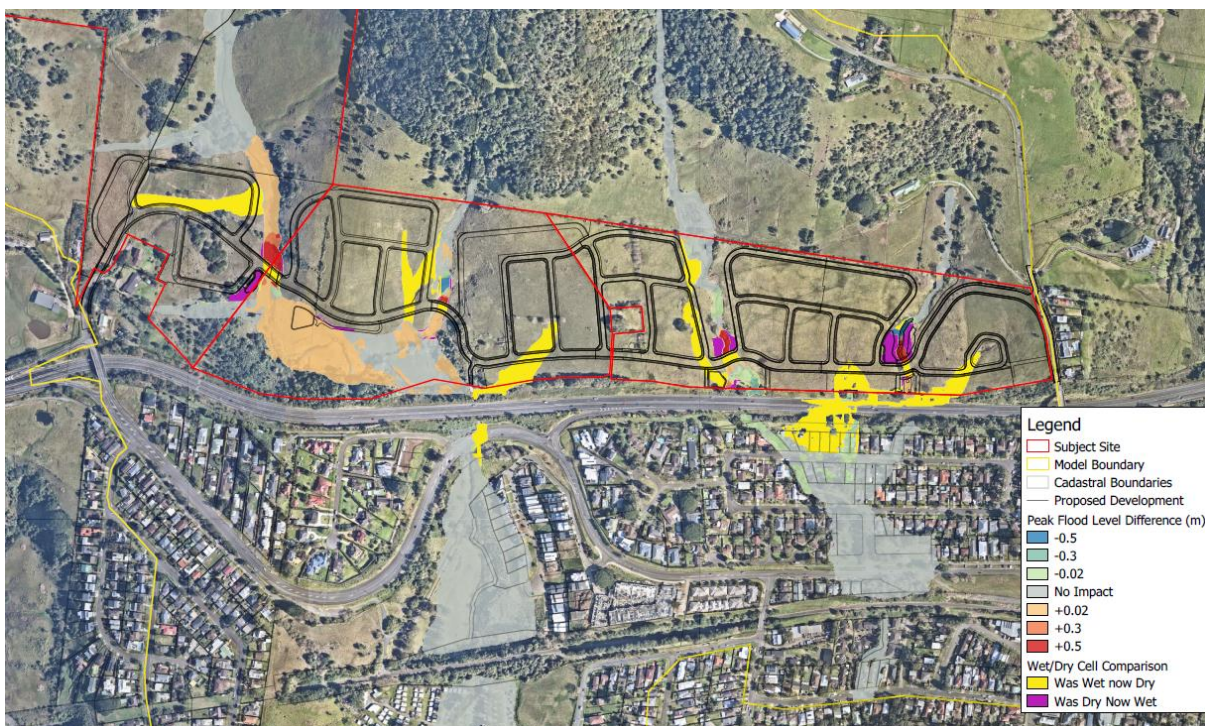 Legend
Subject Site
Model Boundary
Cadastral Boundaries
Proposed Development
Peak Flood Level Difference (m)
-0.5
-0.3
-0.02
No Impact
+0.02
+0.3
+0.5
Wet/Dry Cell Comparison
Was Wet now Dry
Was Dry Now Wet